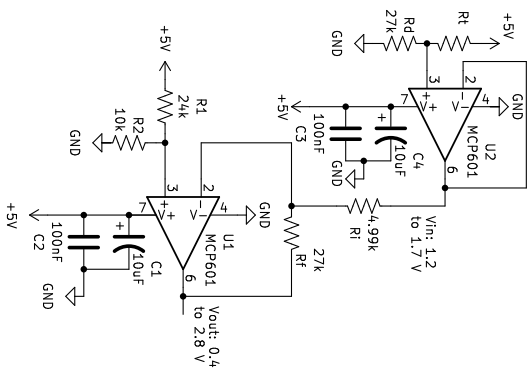 +5V
Rt
Rd
27k
GND
3
2
+
−
7
V+
V−
4
GND
6
U2
MCP601
+5V
C3
100nF
+
C4
10uF
GND
+5V
R1
24k
R2
10k
GND
3
2
+
−
7
V+
V−
4
GND
6
U1
MCP601
+5V
C2
100nF
+
C1
10uF
GND
Ri
4.99k
Rf
27k
Vin: 1.2
to 1.7 V
Vout: 0.4
to 2.8 V